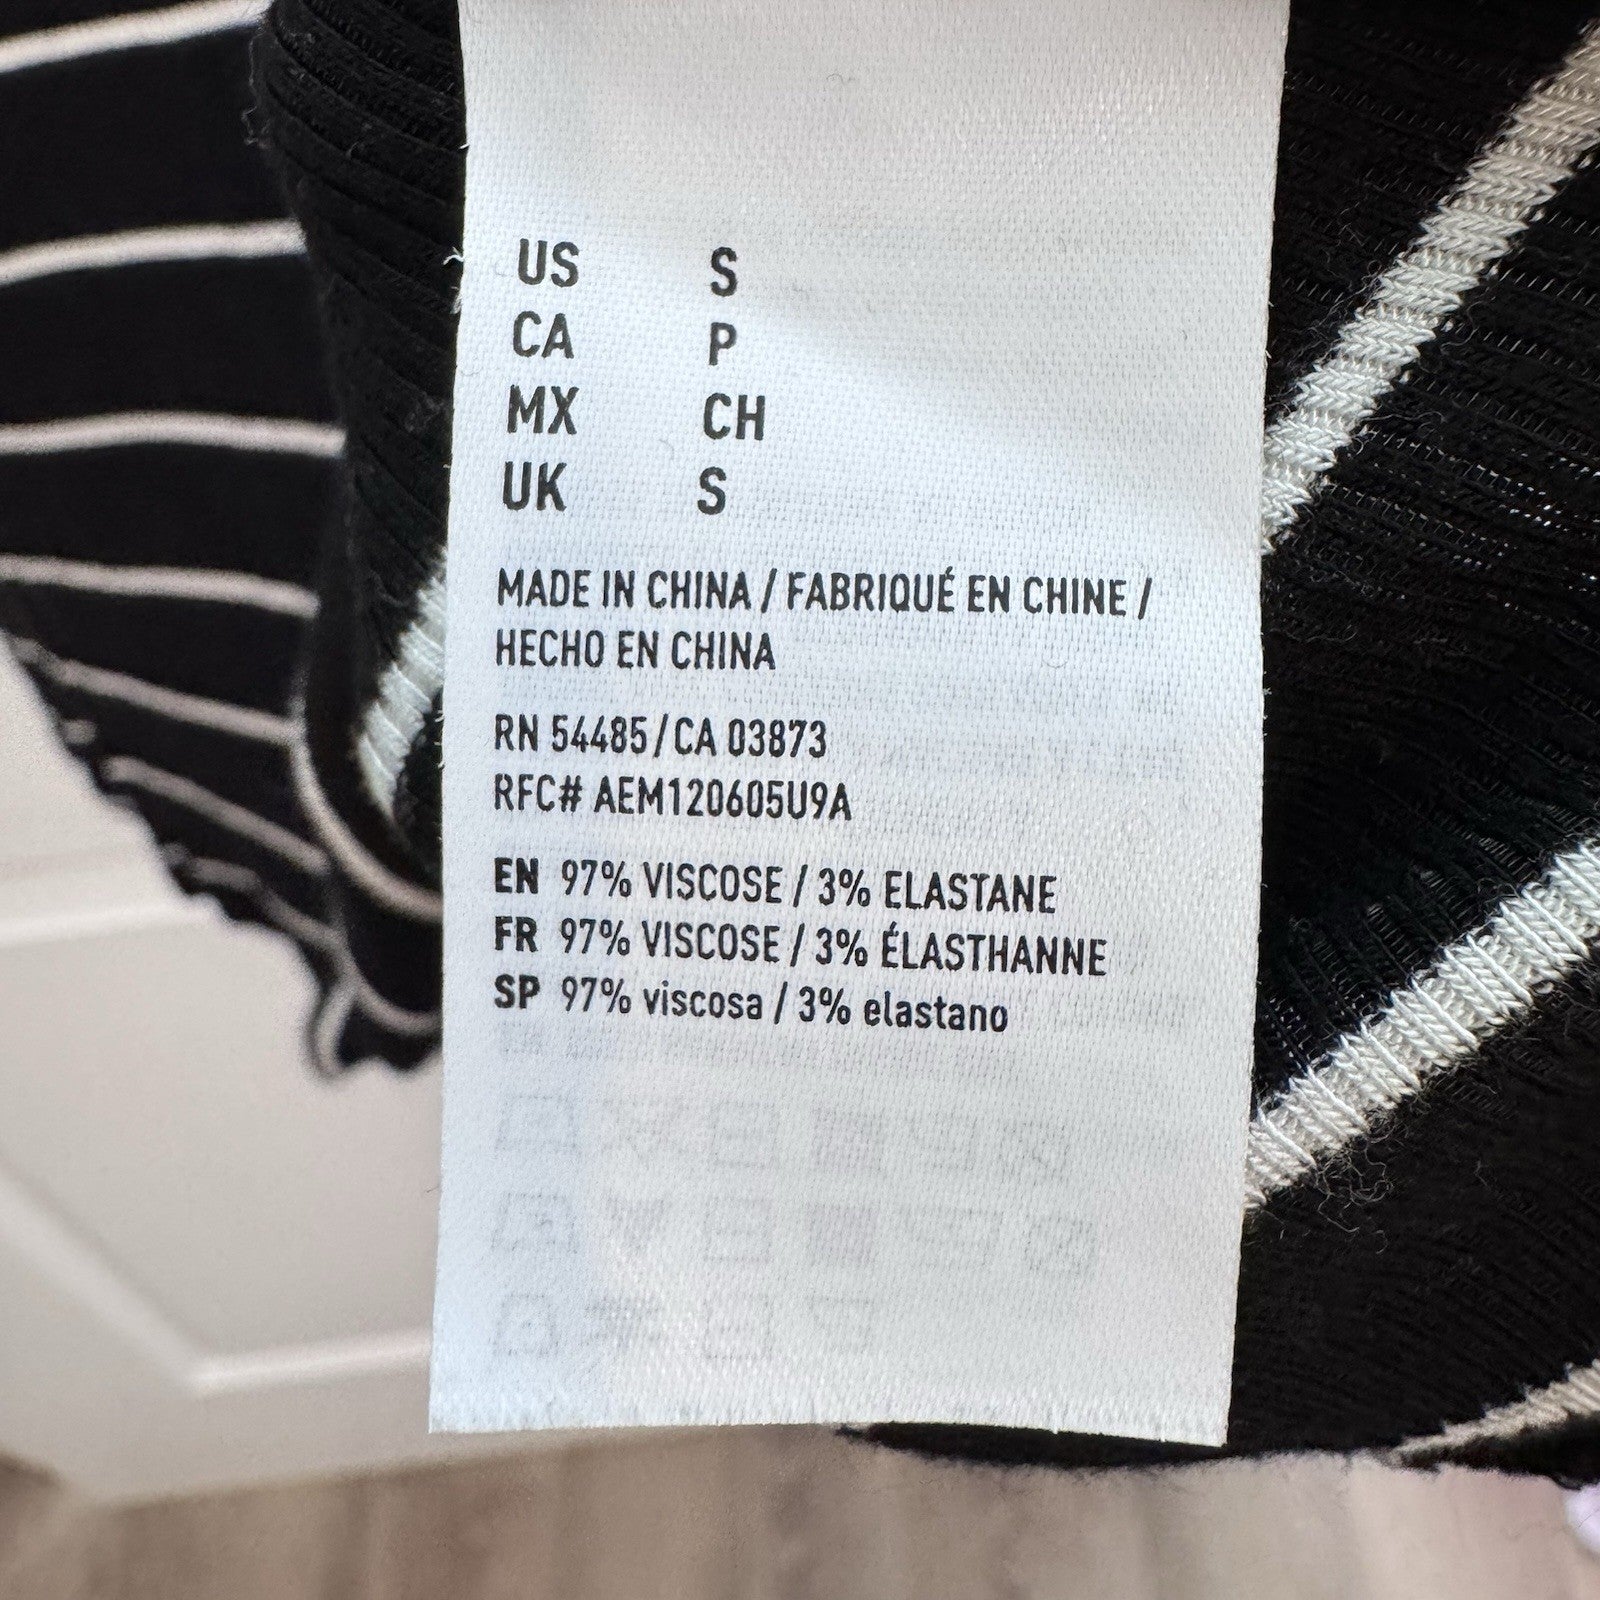 US S
CA P
MX CH
UK S
MADE IN CHINA / FABRIQUÉ EN CHINE /
HECHO EN CHINA
RN 54485/CA 03873
RFC# AEM120605U9A
EN 97% VISCOSE / 3% ELASTANE
FR 97% VISCOSE / 3% ÉLASTHANNE
SP 97% viscosa / 3% elastano